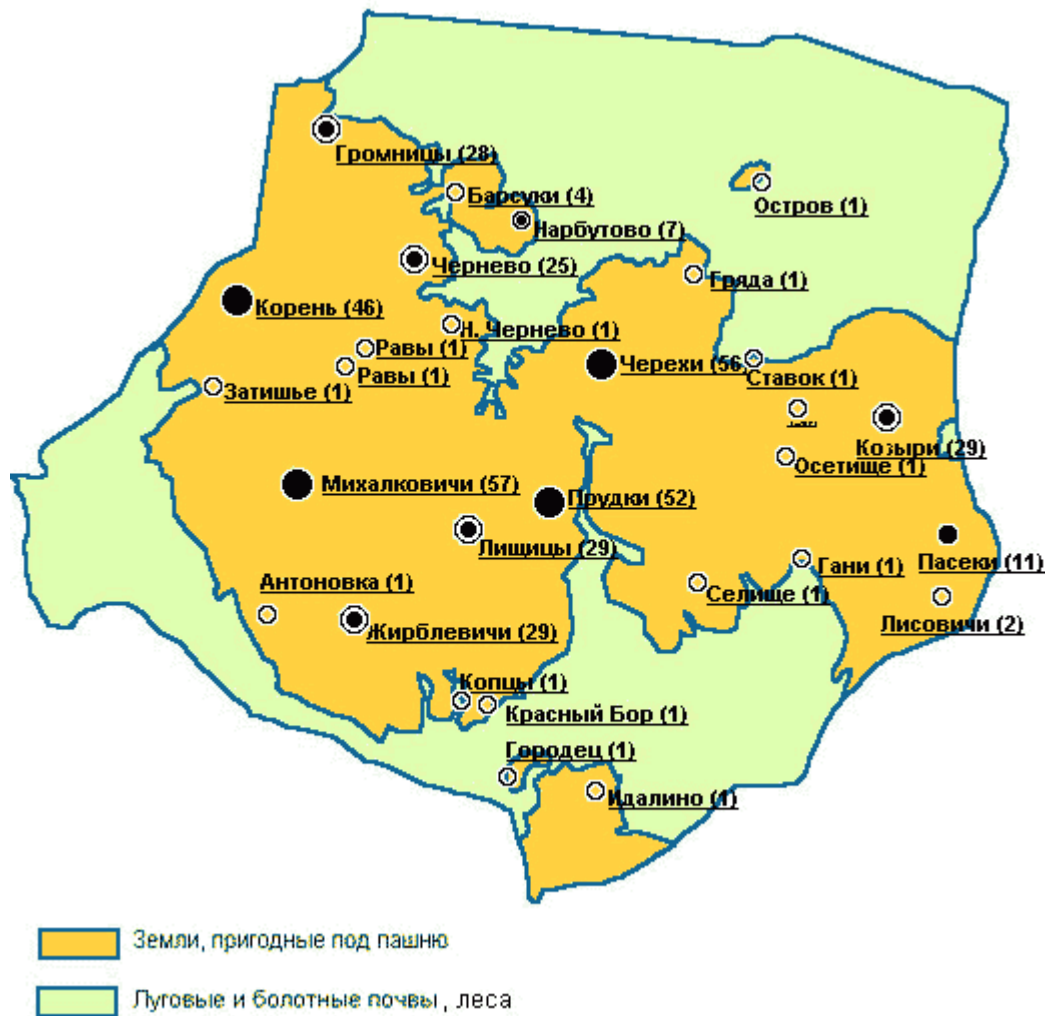 Громницы (28)
Барсуки (4)
Остров (1)
Нарбутово (7)
Чернево (25)
Гряда (1)
Корень (46)
Н. Чернево (1)
Равы (1)
Черехи (56
Равы (1)
Ставок (1)
Затишье (1)
Козыри (29)
Осетище (1)
Михалковичи (57)
Прудки (52)
Лищицы (29)
Гани (1)
Пасеки (11)
Антоновка (1)
Селище (1)
Лисовичи (2)
Жирблевичи (29)
Копцы (1)
Красный Бор (1)
Городец (1)
Идалино (1)
Земли, пригодные под пашню
Луговые и болотные почвы , леса